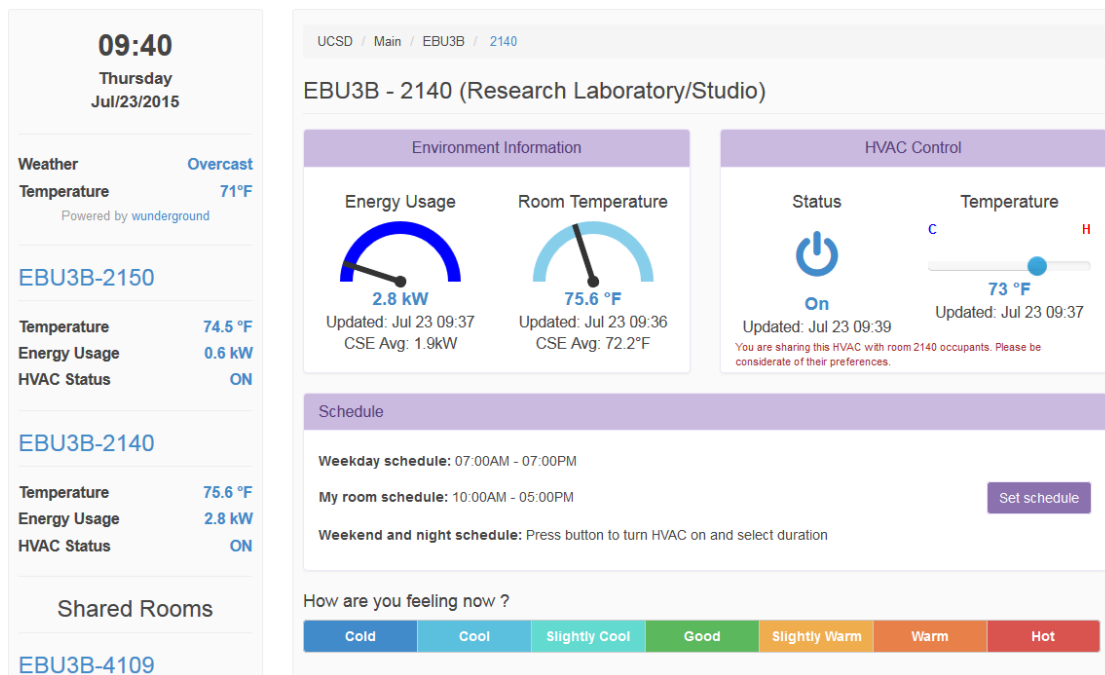 09:40
Thursday
Jul/23/2015
Weather Overcast
Temperature 71°F
Powered by wunderground
EBU3B-2150
Temperature 74.5 °F
Energy Usage 0.6 kW
HVAC Status ON
EBU3B-2140
Temperature 75.6 °F
Energy Usage 2.8 kW
HVAC Status ON
Shared Rooms
EBU3B-4109
UCSD / Main / EBU3B / 2140
EBU3B - 2140 (Research Laboratory/Studio)
Environment Information
Energy Usage
2.8 kW
Updated: Jul 23 09:37
CSE Avg: 1.9kW
Room Temperature
75.6 °F
Updated: Jul 23 09:36
CSE Avg: 72.2°F
HVAC Control
Status
On
Updated: Jul 23 09:39
Temperature
C H
73 °F
Updated: Jul 23 09:37
You are sharing this HVAC with room 2140 occupants. Please be
considerate of their preferences.
Schedule
Weekday schedule: 07:00AM - 07:00PM
My room schedule: 10:00AM - 05:00PM
Set schedule
Weekend and night schedule: Press button to turn HVAC on and select duration
How are you feeling now ?
Cold Cool Slightly Cool Good Slightly Warm Warm Hot